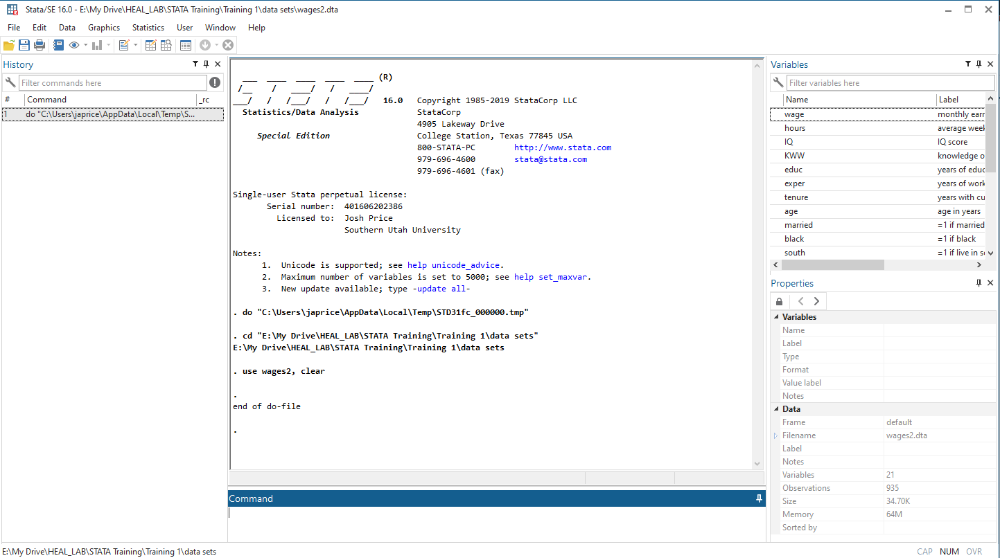 Stata/SE 16.0 - E:\My Drive\HEAL_LAB\STATA Training\Training 1\data sets\wages2.dta
File Edit Data Graphics Statistics User Window Help
History
Filter commands here
# Command _rc
1 do "C:\Users\japrice\AppData\Local\Temp\S...
(R)
16.0 Copyright 1985-2019 StataCorp LLC
Statistics/Data Analysis StataCorp
4905 Lakeway Drive
Special Edition College Station, Texas 77845 USA
800-STATA-PC http://www.stata.com
979-696-4600 stata@stata.com
979-696-4601 (fax)
Single-user Stata perpetual license:
Serial number: 401606202386
Licensed to: Josh Price
Southern Utah University
Notes:
1. Unicode is supported; see help unicode_advice.
2. Maximum number of variables is set to 5000; see help set_maxvar.
3. New update available; type -update all-
. do "C:\Users\japrice\AppData\Local\Temp\STD31fc_000000.tmp"
. cd "E:\My Drive\HEAL_LAB\STATA Training\Training 1\data sets"
E:\My Drive\HEAL_LAB\STATA Training\Training 1\data sets
. use wages2, clear
.
end of do-file
.
Command
Variables
Filter variables here
Name Label
wage monthly earr
hours average week
IQ IQ score
KWW knowledge o
educ years of educ
exper years of work
tenure years with cu
age age in years
married =1 if married
black =1 if black
south =1 if live in so
Properties
Variables
Name
Label
Type
Format
Value label
Notes
Data
Frame default
Filename wages2.dta
Label
Notes
Variables 21
Observations 935
Size 34.70K
Memory 64M
Sorted by
E:\My Drive\HEAL_LAB\STATA Training\Training 1\data sets
CAP NUM OVR